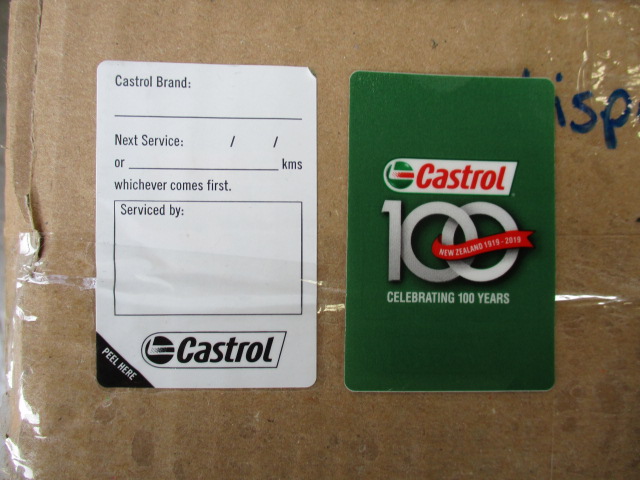 Castrol Brand:
Next Service: / /
or kms
whichever comes first.
Serviced by:
Castrol
PEEL HERE
Castrol
100
NEW ZEALAND 1919 - 2019
CELEBRATING 100 YEARS